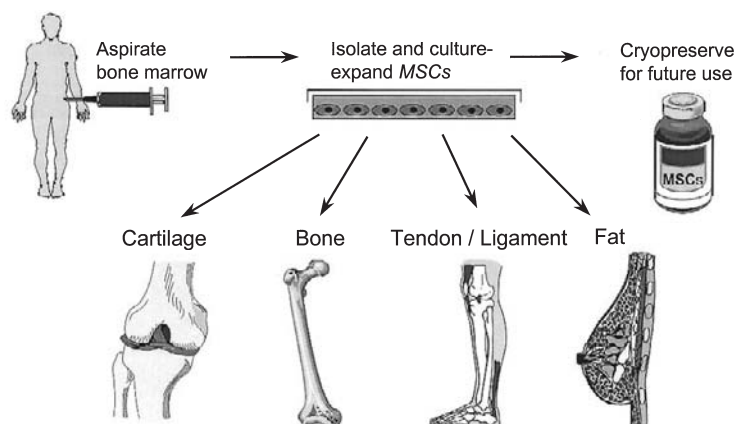 Aspirate
bone marrow
Isolate and culture-
expand MSCs
Cryopreserve
for future use
MSCs
Cartilage
Bone
Tendon / Ligament
Fat